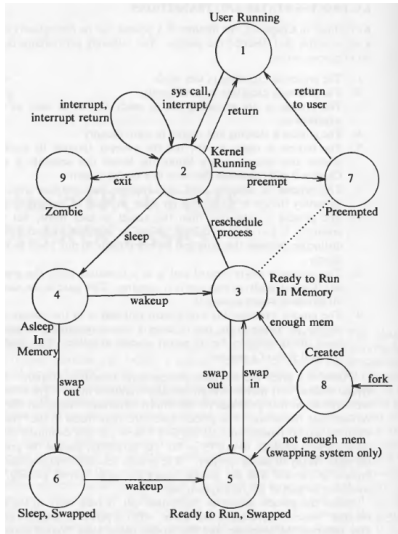 User Running
1
sys call,
interrupt
return
return
to user
interrupt,
interrupt return
Kernel
Running
2
9
Zombie
exit
preempt
7
Preempted
sleep
reschedule
process
4
Asleep
In
Memory
wakeup
3
Ready to Run
In Memory
enough mem
Created
8
fork
swap
out
swap
out
swap
in
not enough mem
(swapping system only)
6
Sleep, Swapped
wakeup
5
Ready to Run, Swapped